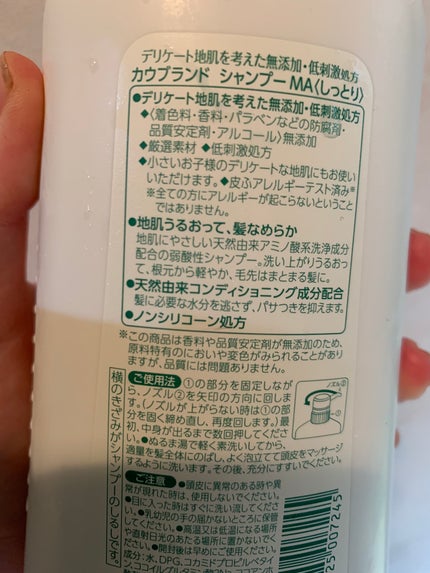 デリケート地肌を考えた無添加・低刺激処方
カウブランド シャンプーMA〈しっとり〉
●デリケート地肌を考えた無添加・低刺激処方
◆〈着色料・香料・パラベンなどの防腐剤・
品質安定剤・アルコール〉無添加
◆厳選素材 ◆低刺激処方
◆小さいお子様のデリケートな地肌にもお使い
いただけます。◆皮ふアレルギーテスト済み※
※全ての方にアレルギーが起こらないということ
ではありません。
●地肌うるおって、髪なめらか
地肌にやさしい天然由来アミノ酸系洗浄成分
配合の弱酸性シャンプー。洗い上がりうるおっ
て、根元から軽やか、毛先はまとまる髪に。
●天然由来コンディショニング成分配合
髪に必要な水分を逃さず、パサつきを抑えます。
●ノンシリコーン処方
※この商品は香料や品質安定剤が無添加のため、
原料特有のにおいや変色がみられることがあり
ますが、品質には問題ありません。
横のきざみがシャンプーのしるしです。
ご使用法 ①の部分を固定しなが
ら、ノズル②を矢印の方向に回しま
す。(ノズルが上がらない時は①の部
分を固く締め直し、再度回します。)最
初、中身が出るまで数回押してくださ
い。●ぬるま湯で軽く素洗いしてから、
適量を髪全体にのばし、よく泡立てて頭皮をマッサージ
するように洗います。その後、充分にすすいでください。
ノズル②
①
ご注意 ●頭皮に異常のある時や異
常が現れた時は、使用しないでください。
●目に入った時はすぐに洗い流してくださ
い。●乳幼児の手の届かないところに保管
してください。●高温又は低温になる場所や
直射日光のあたる場所に置かないでくださ
い。●開封後は早めにご使用ください。
成分:水、DPG、コカミドプロピルベタイ
25 007245